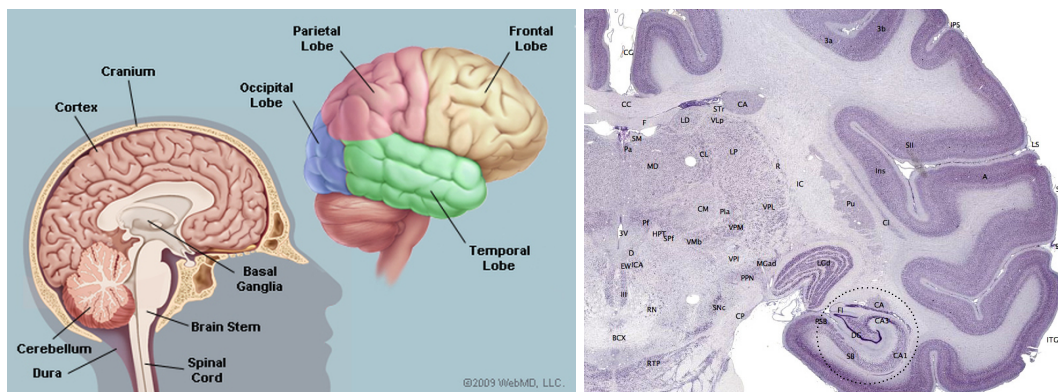 Parietal
Lobe
Frontal
Lobe
Cranium
Occipital
Lobe
Cortex
Temporal
Lobe
Basal
Ganglia
Brain Stem
Cerebellum
Dura
Spinal
Cord
©2009 WebMD, LLC.
3a
3b
IPS
CG
CC
STr
CA
F
LD
VLp
SM
Pa
CL
LP
MD
R
SII
LS
Ins
A
IC
CM
Pla
VPL
Pu
Cl
Pf
3V
HPT
SPf
VPM
VMb
D
EW
ICA
VPI
MGad
LGd
PPN
III
RN
SNc
CP
CA
FI
CA3
PSB
DG
BCX
SB
CA1
ITG
RTP